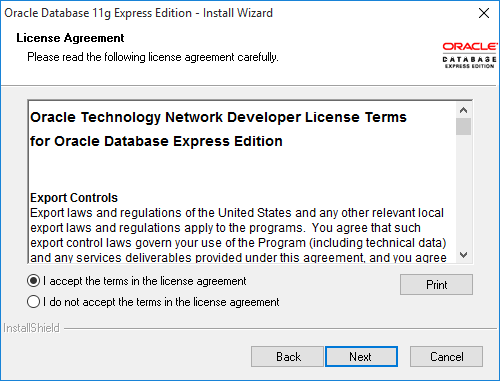 Oracle Database 11g Express Edition - Install Wizard
License Agreement
Please read the following license agreement carefully.
ORACLE
DATABASE
EXPRESS EDITION
Oracle Technology Network Developer License Terms
for Oracle Database Express Edition
Export Controls
Export laws and regulations of the United States and any other relevant local
export laws and regulations apply to the programs. You agree that such
export control laws govern your use of the Program (including technical data)
and any services deliverables provided under this agreement, and you agree
I accept the terms in the license agreement
Print
I do not accept the terms in the license agreement
InstallShield
Back
Next
Cancel